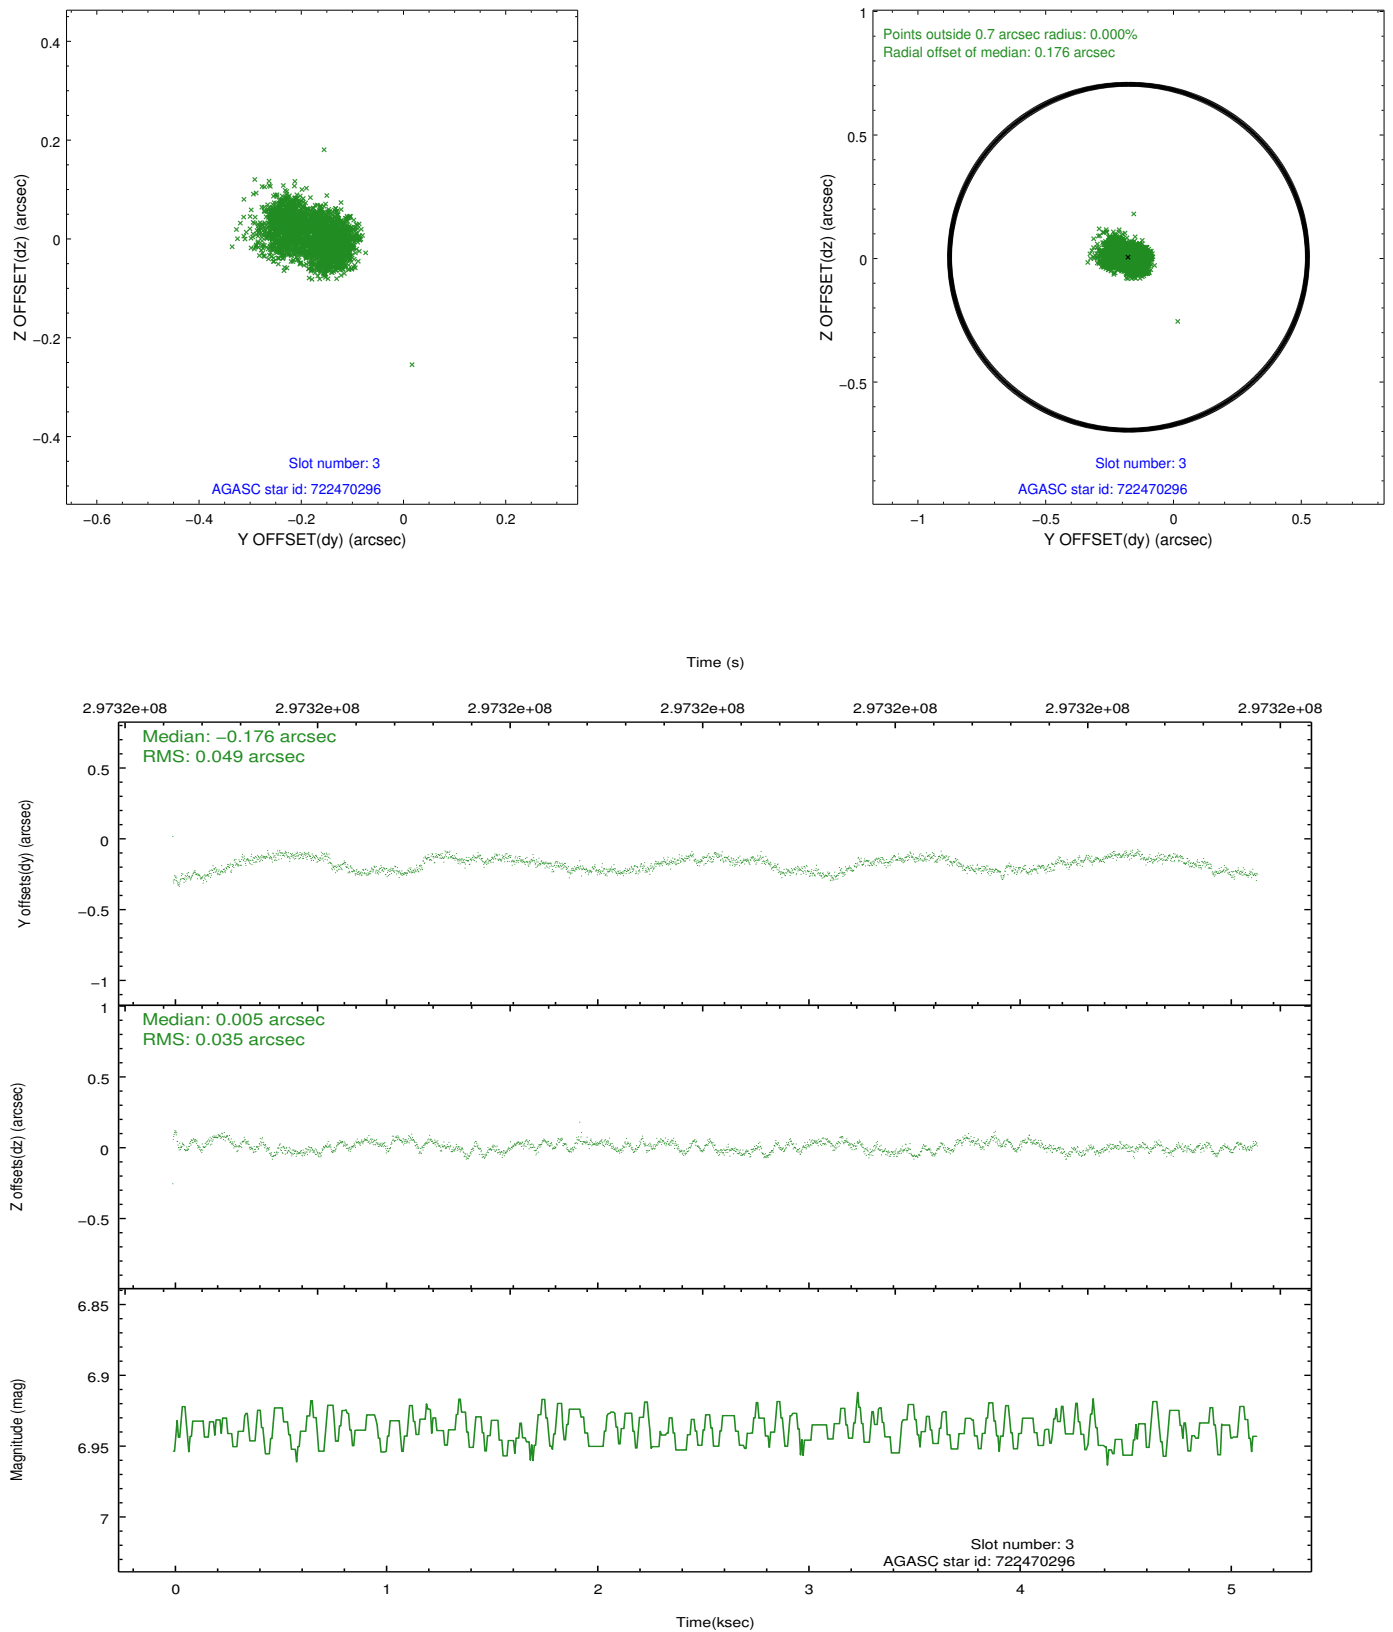 0.4
0.2
0
−0.2
−0.4
Z OFFSET(dz) (arcsec)
Slot number: 3
AGASC star id: 722470296
−0.6 −0.4 −0.2 0 0.2
Y OFFSET(dy) (arcsec)
Points outside 0.7 arcsec radius: 0.000%
Radial offset of median: 0.176 arcsec
1
0.5
0
−0.5
Z OFFSET(dz) (arcsec)
Slot number: 3
AGASC star id: 722470296
−1 −0.5 0 0.5
Y OFFSET(dy) (arcsec)
Time (s)
2.9732e+08 2.9732e+08 2.9732e+08 2.9732e+08 2.9732e+08 2.9732e+08 2.9732e+08
Median: −0.176 arcsec
RMS: 0.049 arcsec
0.5
0
−0.5
−1
Y offsets(dy) (arcsec)
Median: 0.005 arcsec
RMS: 0.035 arcsec
1
0.5
0
−0.5
Z offsets(dz) (arcsec)
6.85
6.9
6.95
7
Magnitude (mag)
Slot number: 3
AGASC star id: 722470296
0 1 2 3 4 5
Time(ksec)